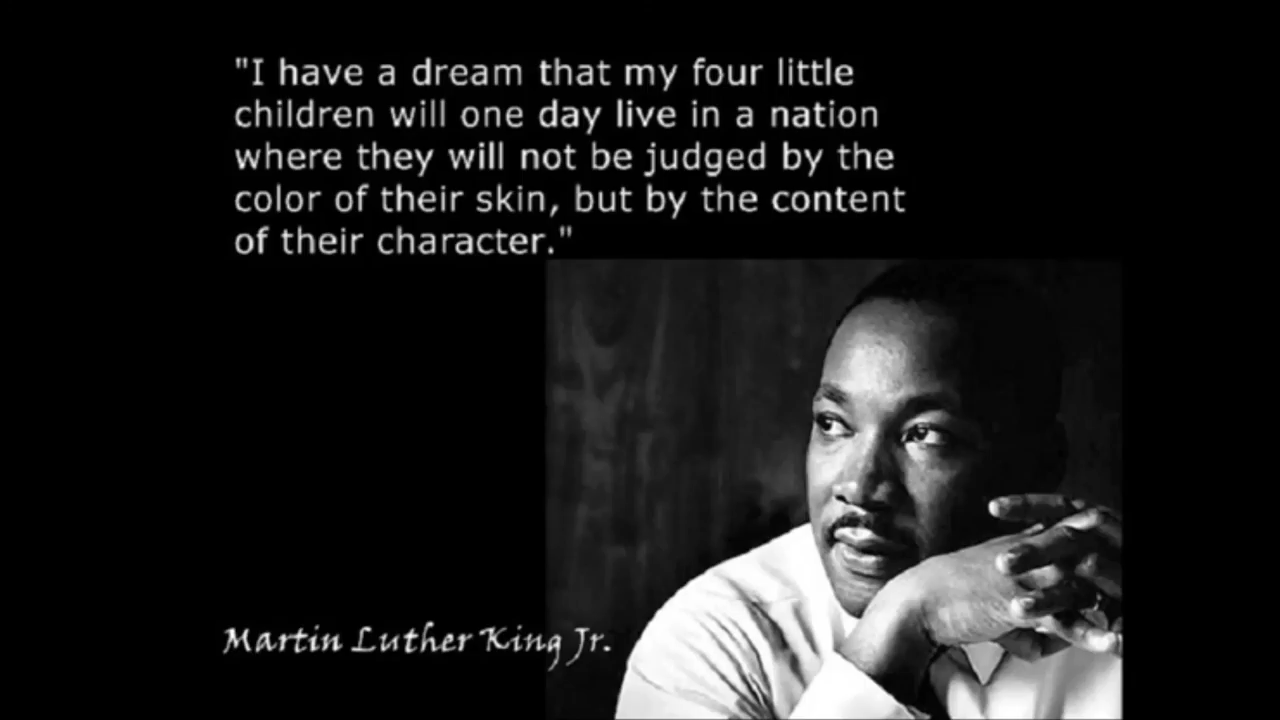 "I have a dream that my four little
children will one day live in a nation
where they will not be judged by the
color of their skin, but by the content
of their character."
Martin Luther King Jr.